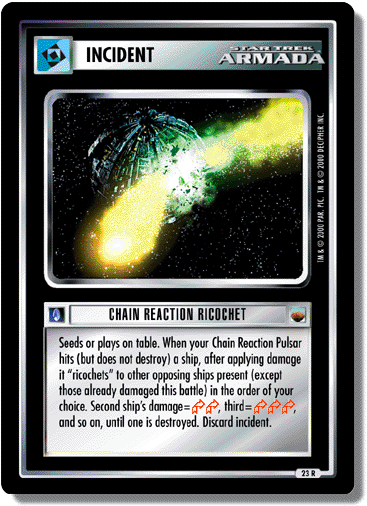 INCIDENT
STAR TREK
ARMADA
TM & © 2000 PAR. PIC. TM & © 2000 DECIPHER INC.
CHAIN REACTION RICOCHET
Seeds or plays on table. When your Chain Reaction Pulsar
hits (but does not destroy) a ship, after applying damage
it “ricochets” to other opposing ships present (except
those already damaged this battle) in the order of your
choice. Second ship’s damage= , third= ,
and so on, until one is destroyed. Discard incident.
23 R